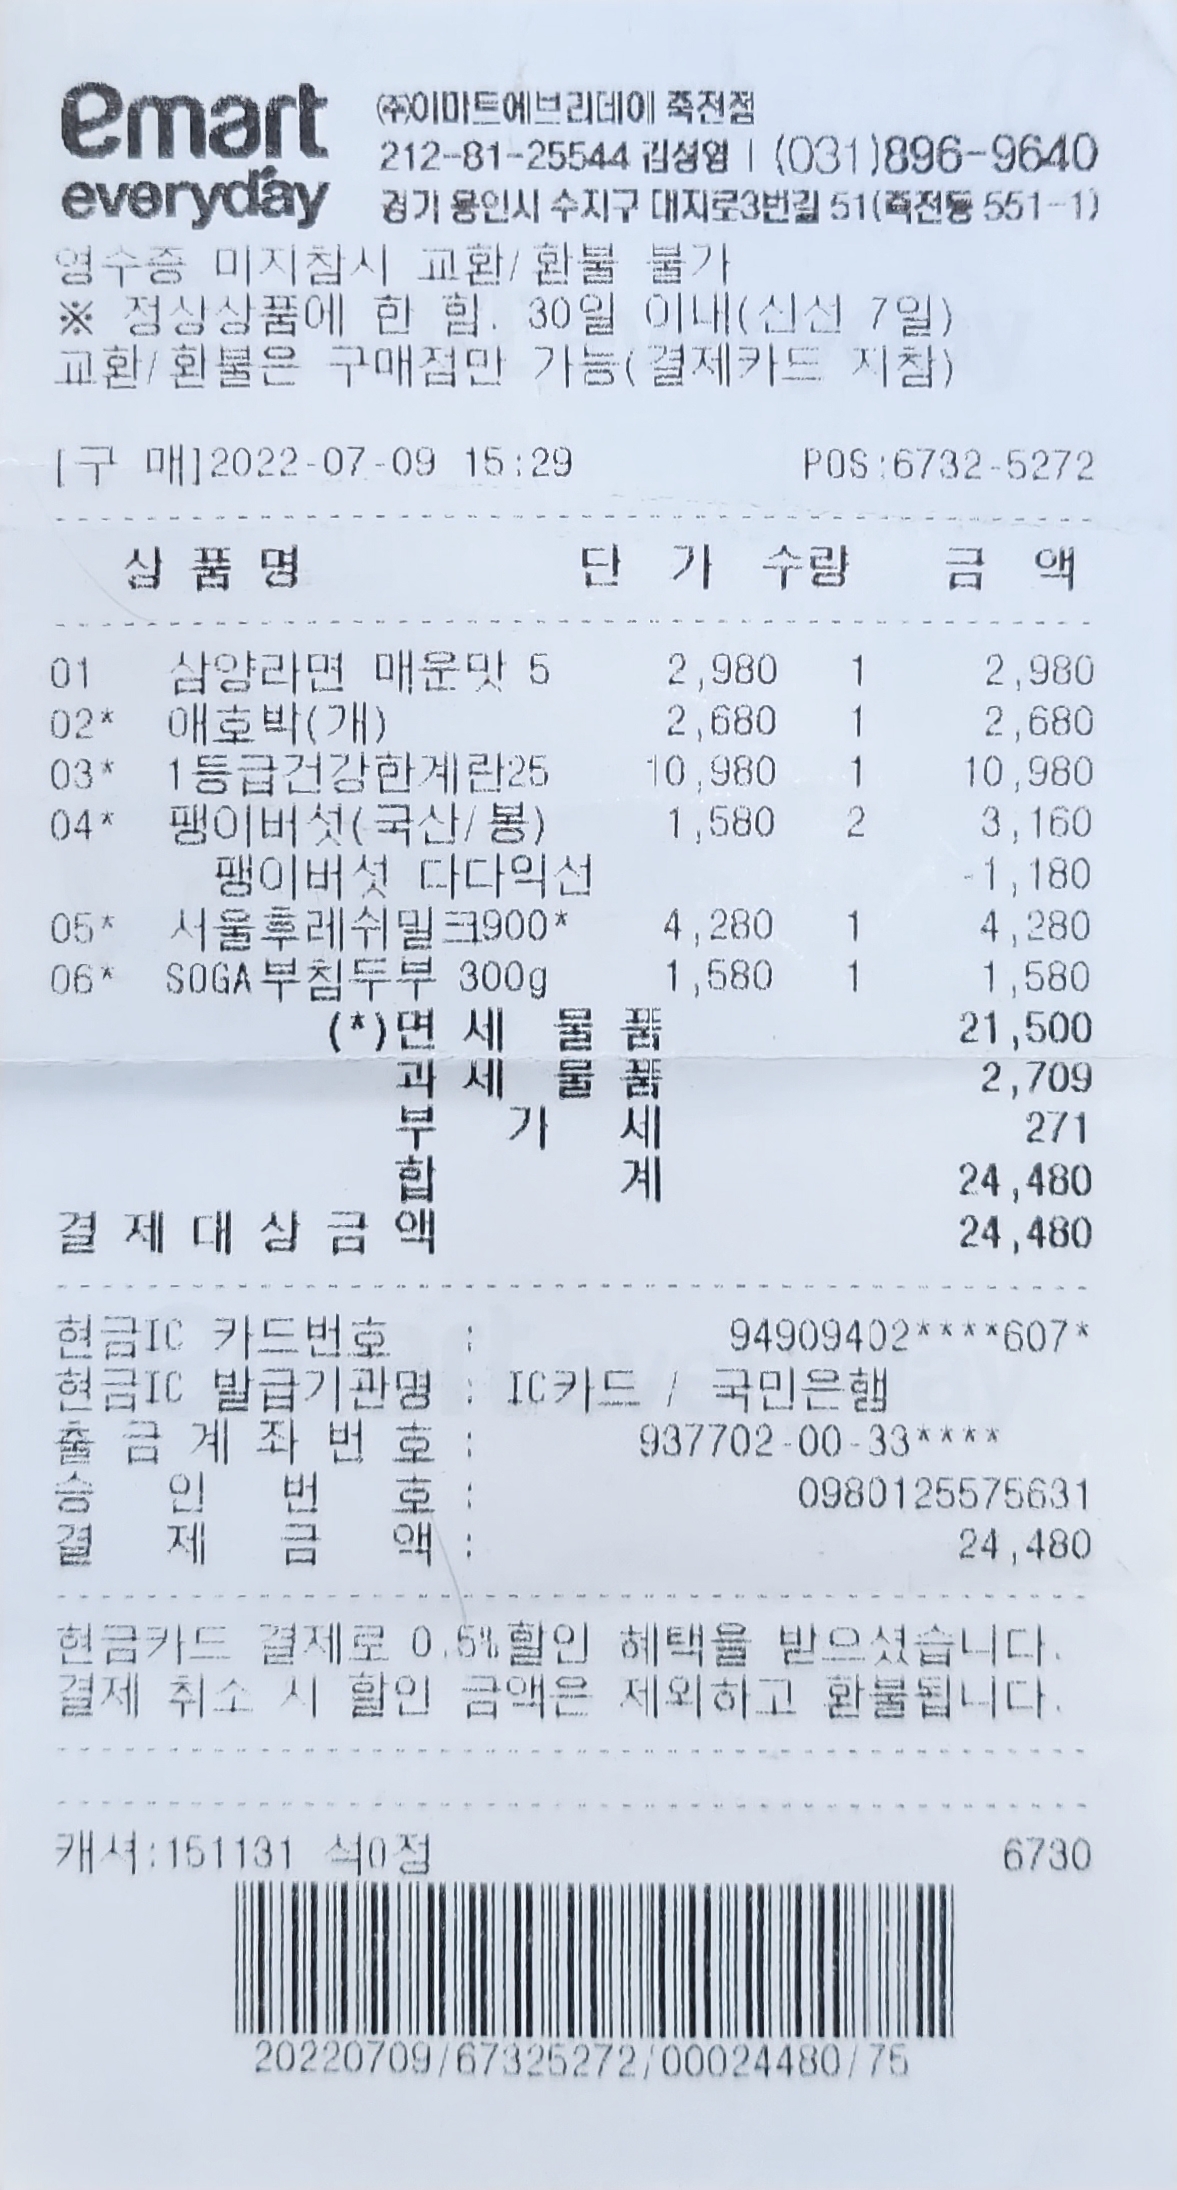 emart everyday
㈜이마트에브리데이 죽전점
212-81-25544 김성영 | (031)896-9640
경기 용인시 수지구 대지로3번길 51(죽전동 551-1)
영수증 미지참시 교환/환불 불가
※ 정상상품에 한 함. 30일 이내(신선 7일)
교환/환불은 구매점만 가능(결제카드 지참)
[구 매]2022-07-09 15:29 POS:6732-5272
상 품 명 단 가 수량 금 액
01 삼양라면 매운맛 5 2,980 1 2,980
02* 애호박(개) 2,680 1 2,680
03* 1등급건강한계란25 10,980 1 10,980
04* 팽이버섯(국산/봉) 1,580 2 3,160
팽이버섯 다다익선 -1,180
05* 서울후레쉬밀크900* 4,280 1 4,280
06* SOGA부침두부 300g 1,580 1 1,580
(*)면 세 물 품 21,500
과 세 물 품 2,709
부 가 세 271
합 계 24,480
결 제 대 상 금 액 24,480
현금IC 카드번호 : 94909402****607*
현금IC 발급기관명 : IC카드 / 국민은행
출 금 계 좌 번 호 : 937702-00-33****
승 인 번 호 : 0980125575631
결 제 금 액 : 24,480
현금카드 결제로 0.5%할인 혜택을 받으셨습니다.
결제 취소 시 할인 금액은 제외하고 환불됩니다.
캐셔:151131 석0정 6730
20220709/67325272/00024480/75